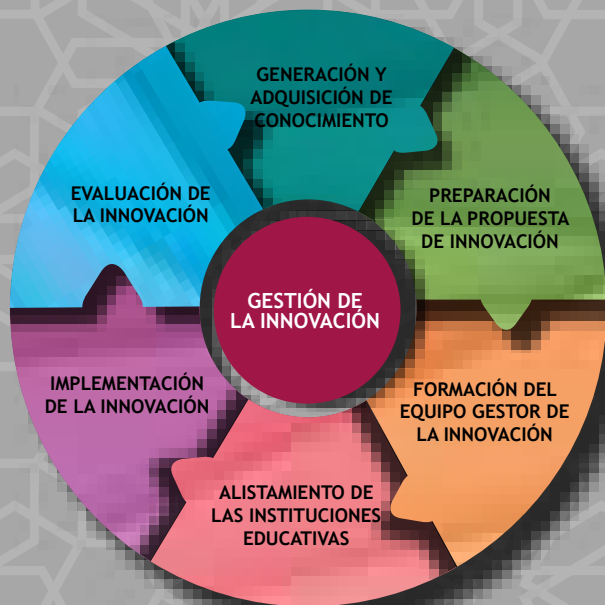 GENERACIÓN Y
ADQUISICIÓN DE
CONOCIMIENTO
PREPARACIÓN
DE LA PROPUESTA
DE INNOVACIÓN
FORMACIÓN DEL
EQUIPO GESTOR DE
LA INNOVACIÓN
ALISTAMIENTO DE
LAS INSTITUCIONES
EDUCATIVAS
IMPLEMENTACIÓN
DE LA INNOVACIÓN
EVALUACIÓN DE
LA INNOVACIÓN
GESTIÓN DE
LA INNOVACIÓN